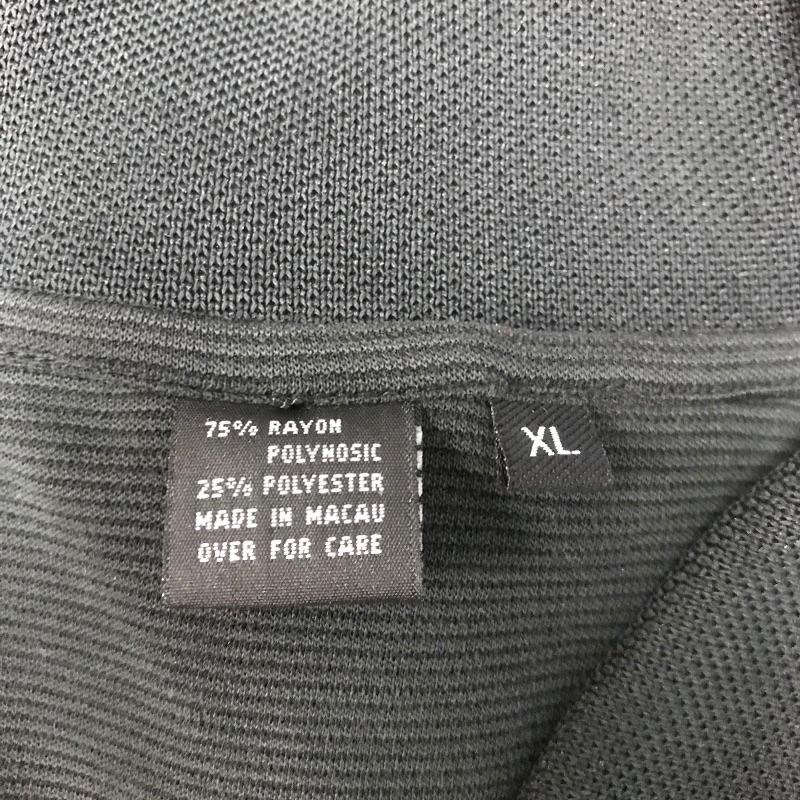 75% RAYON
POLYNOSIC
25% POLYESTER
MADE IN MACAU
OVER FOR CARE
XL